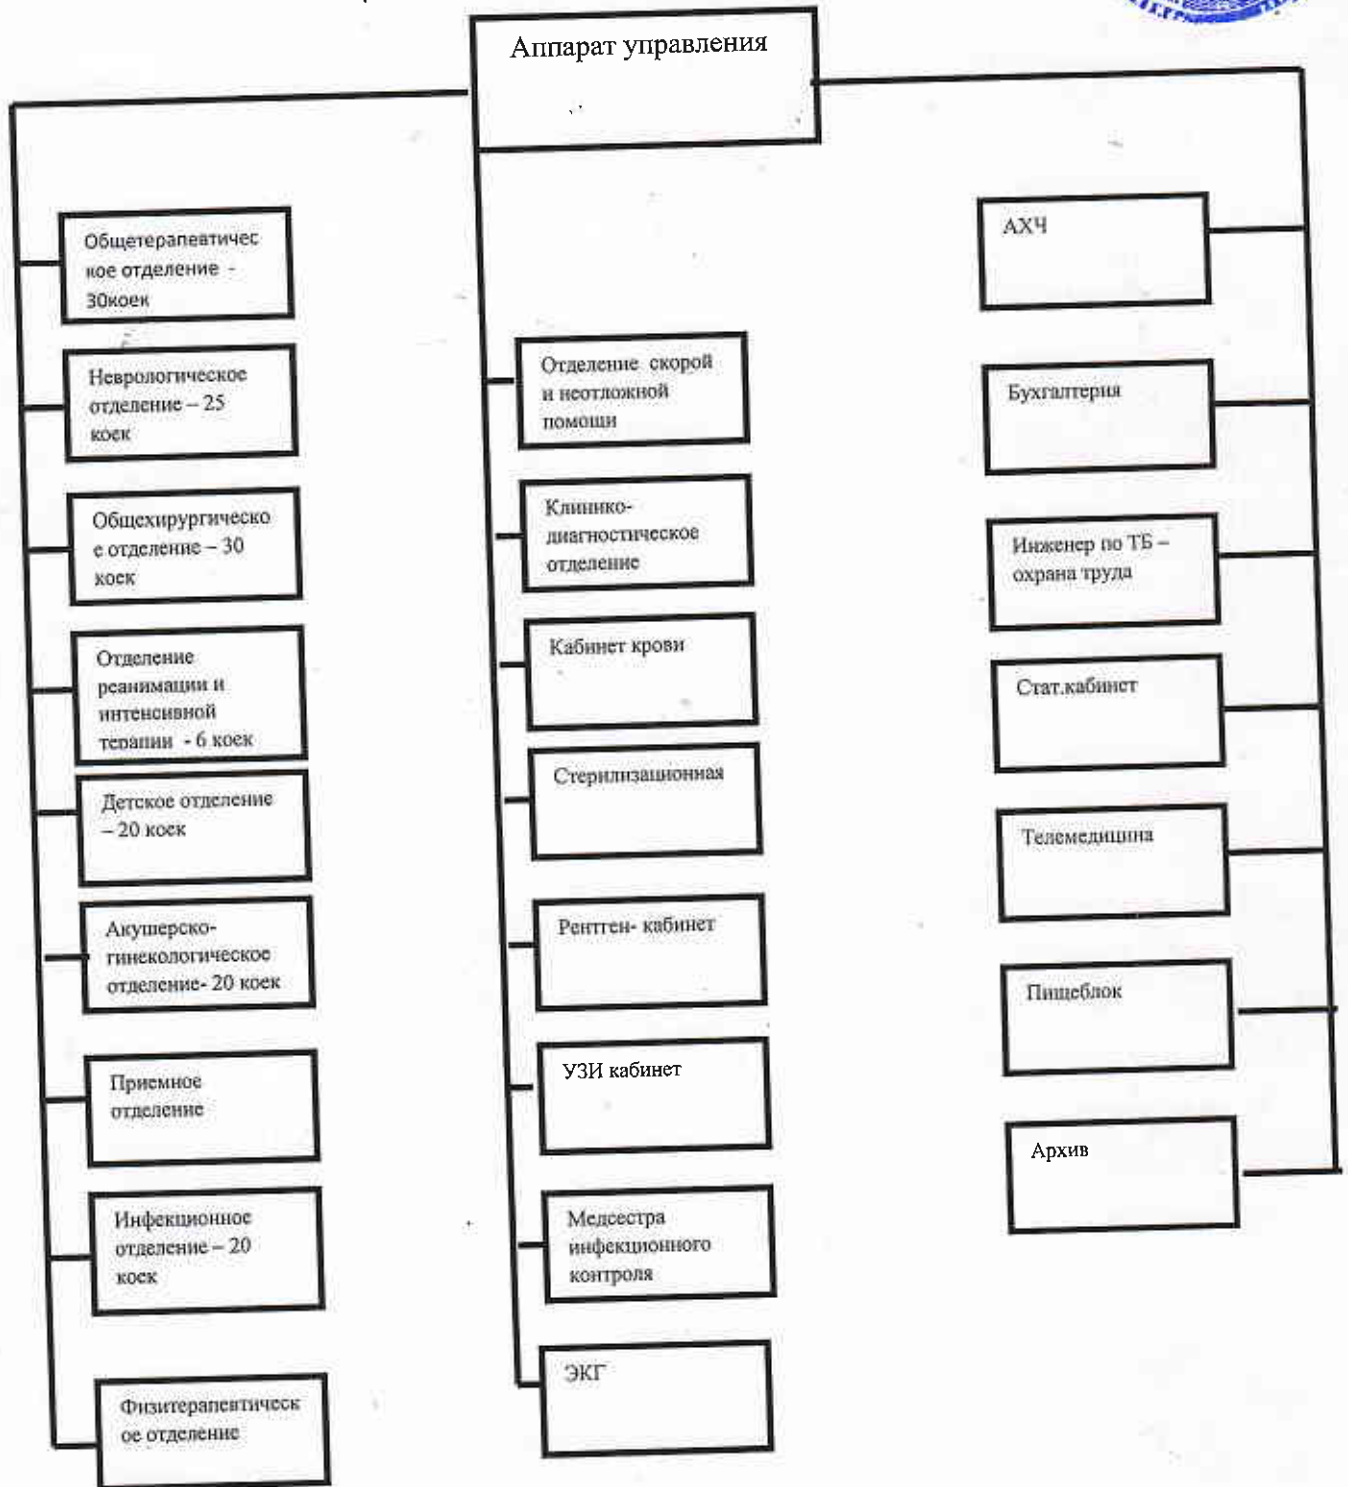 Аппарат управления
Общетерапевтичес
кое отделение -
30коек
Неврологическое
отделение – 25
коек
Общехирургическо
е отделение – 30
коек
Отделение
реанимации и
интенсивной
терапии - 6 коек
Детское отделение
– 20 коек
Акушерско-
гинекологическое
отделение- 20 коек
Приемное
отделение
Инфекционное
отделение – 20
коек
Физитерапевтическ
ое отделение
Отделение скорой
и неотложной
помощи
Клинико-
диагностическое
отделение
Кабинет крови
Стерилизационная
Рентген- кабинет
УЗИ кабинет
Медсестра
инфекционного
контроля
ЭКГ
АХЧ
Бухгалтерия
Инженер по ТБ –
охрана труда
Стат.кабинет
Телемедицина
Пищеблок
Архив